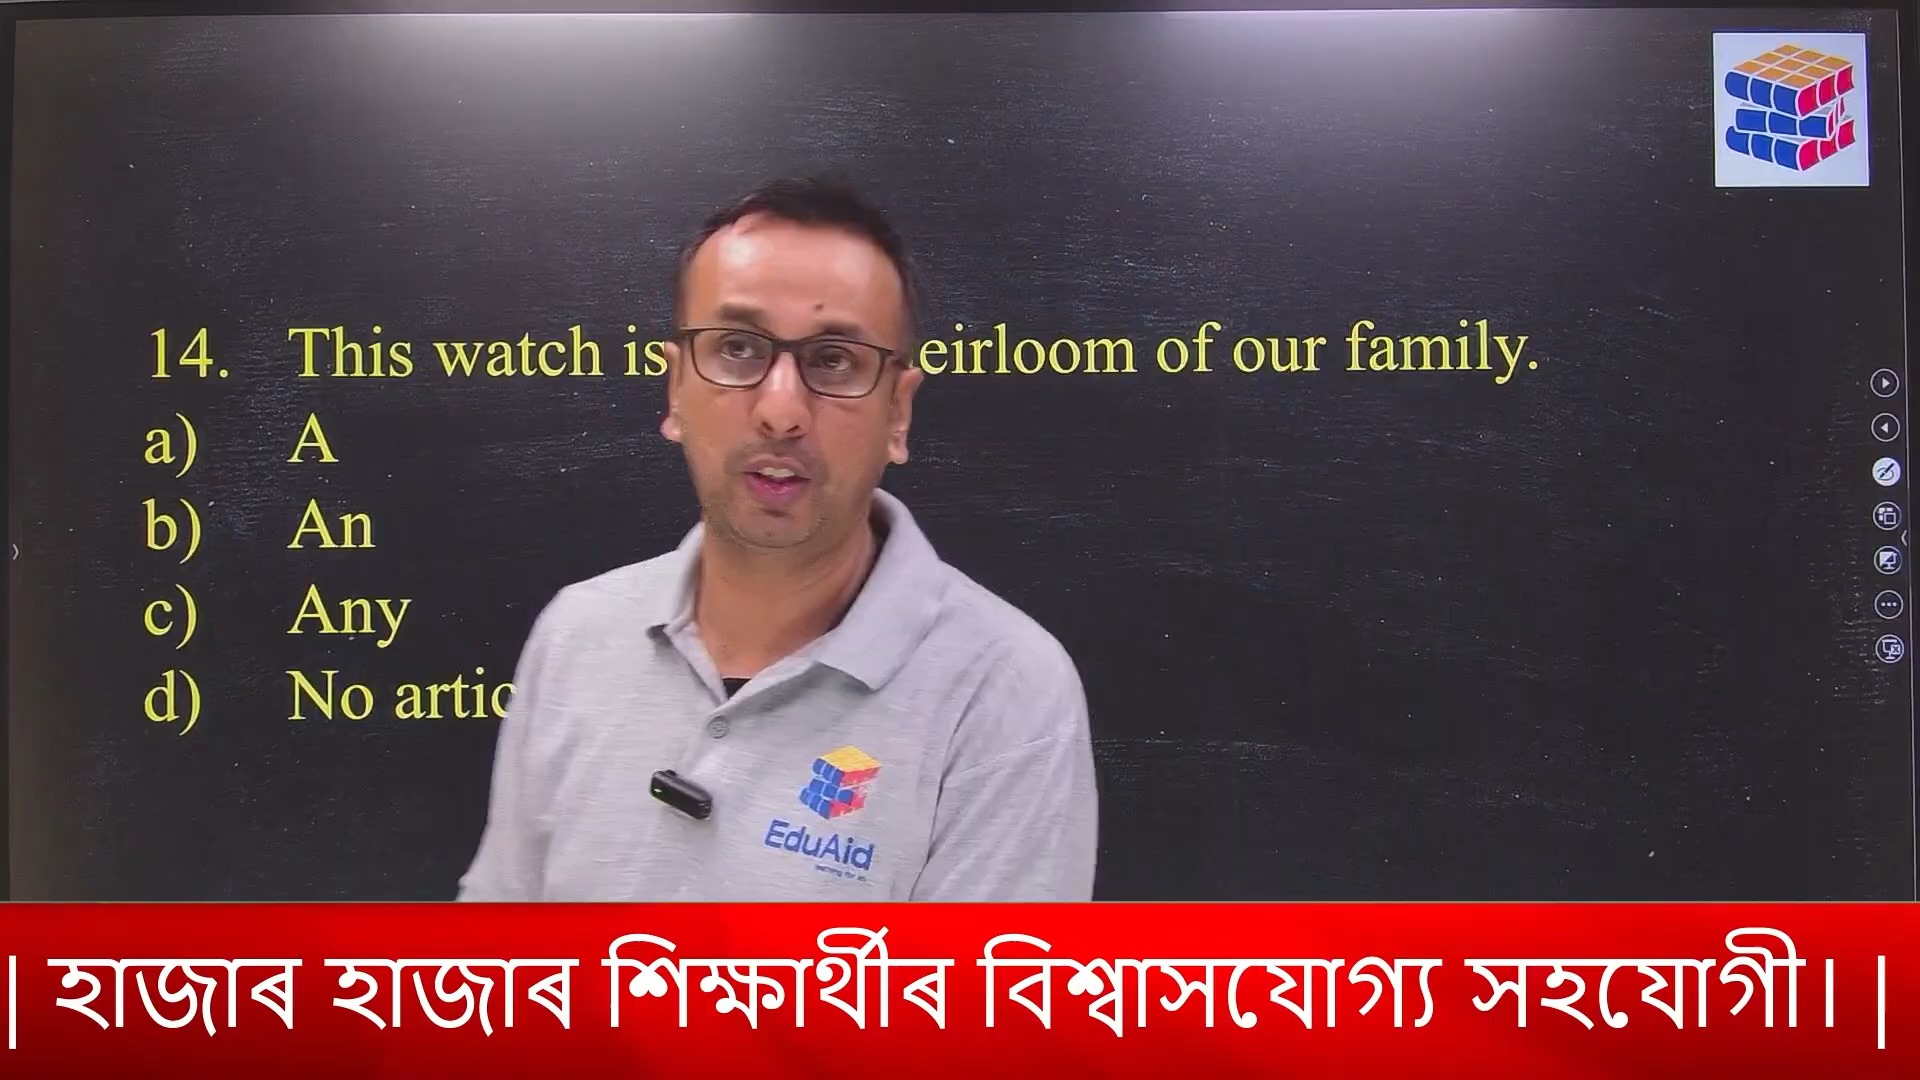 14. This watch is eirloom of our family.
a) A
b) An
c) Any
d) No artic
EduAid
| হাজাৰ হাজাৰ শিক্ষাৰ্থীৰ বিশ্বাসযোগ্য সহযোগী। |